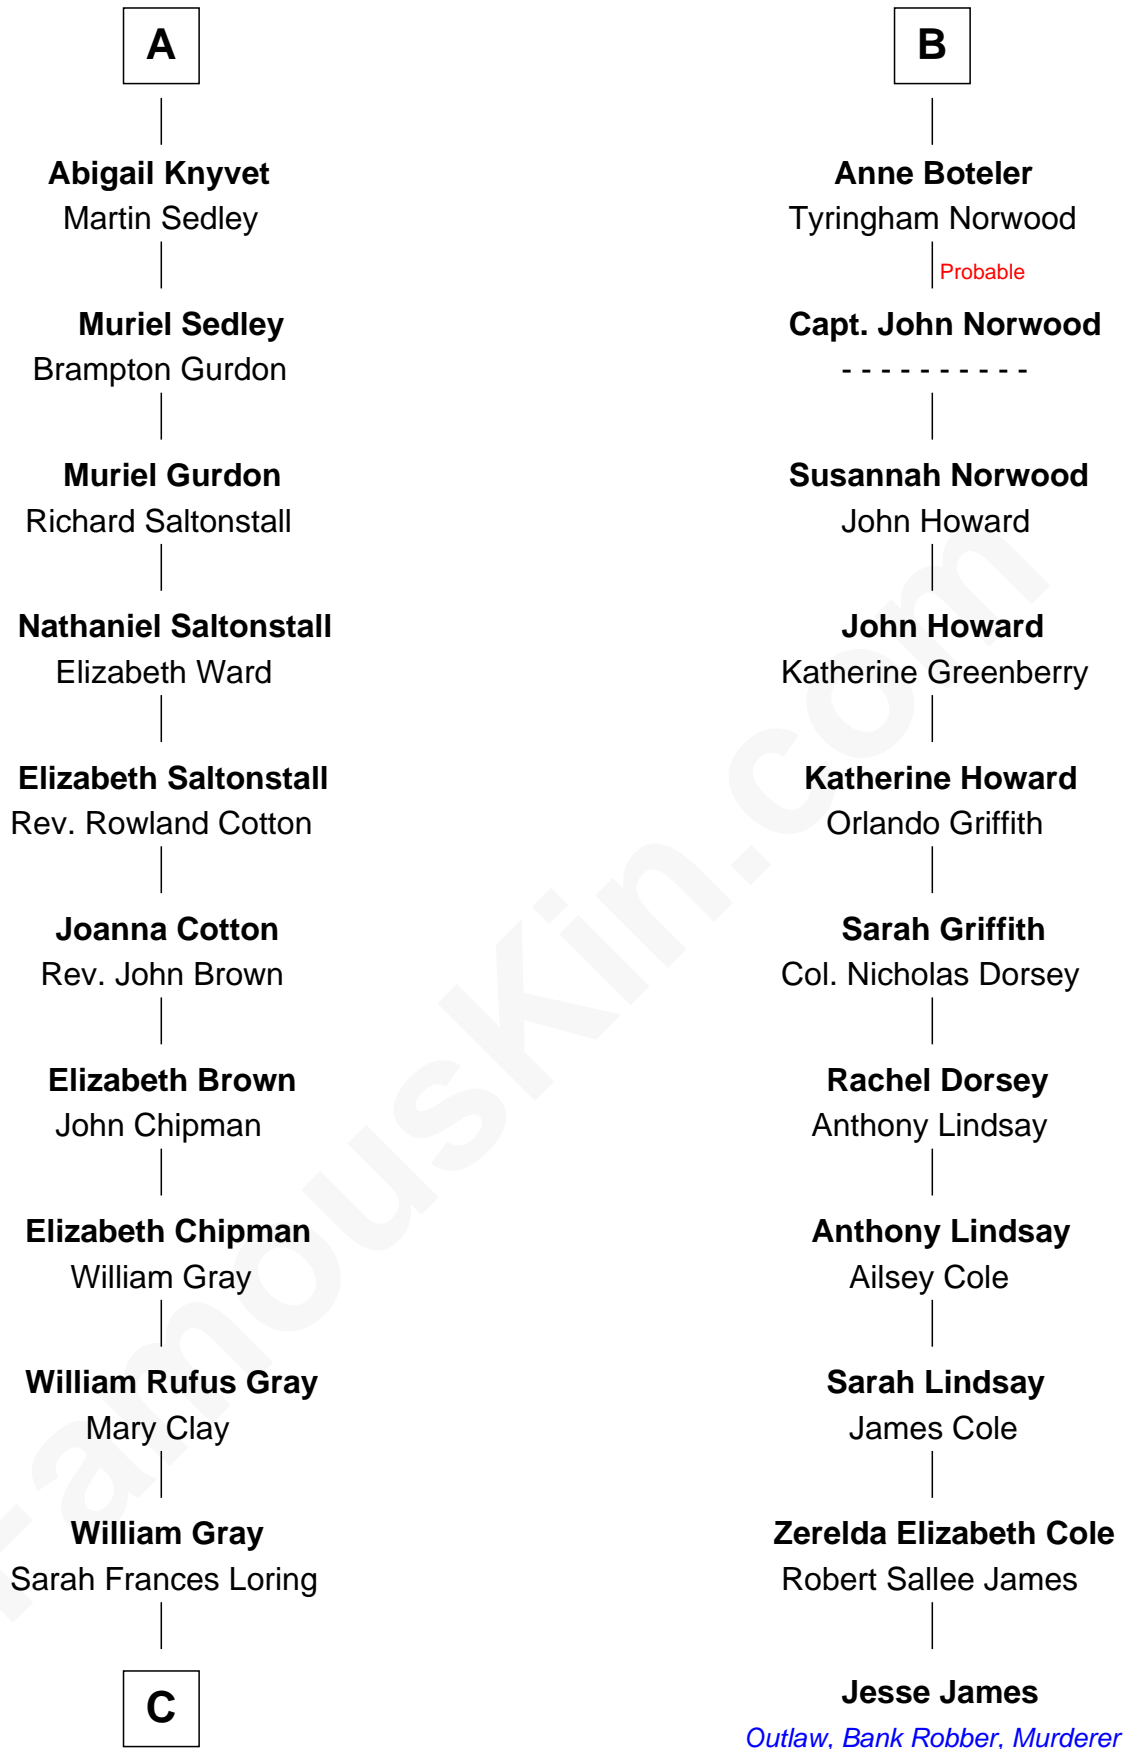 A
Abigail Knyvet
Martin Sedley
Muriel Sedley
Brampton Gurdon
Muriel Gurdon
Richard Saltonstall
Nathaniel Saltonstall
Elizabeth Ward
Elizabeth Saltonstall
Rev. Rowland Cotton
Joanna Cotton
Rev. John Brown
Elizabeth Brown
John Chipman
Elizabeth Chipman
William Gray
William Rufus Gray
Mary Clay
William Gray
Sarah Frances Loring
C
B
Anne Boteler
Tyringham Norwood
Probable
Capt. John Norwood
- - - - - - - - - -
Susannah Norwood
John Howard
John Howard
Katherine Greenberry
Katherine Howard
Orlando Griffith
Sarah Griffith
Col. Nicholas Dorsey
Rachel Dorsey
Anthony Lindsay
Anthony Lindsay
Ailsey Cole
Sarah Lindsay
James Cole
Zerelda Elizabeth Cole
Robert Sallee James
Jesse James
Outlaw, Bank Robber, Murderer
FamousKin.com